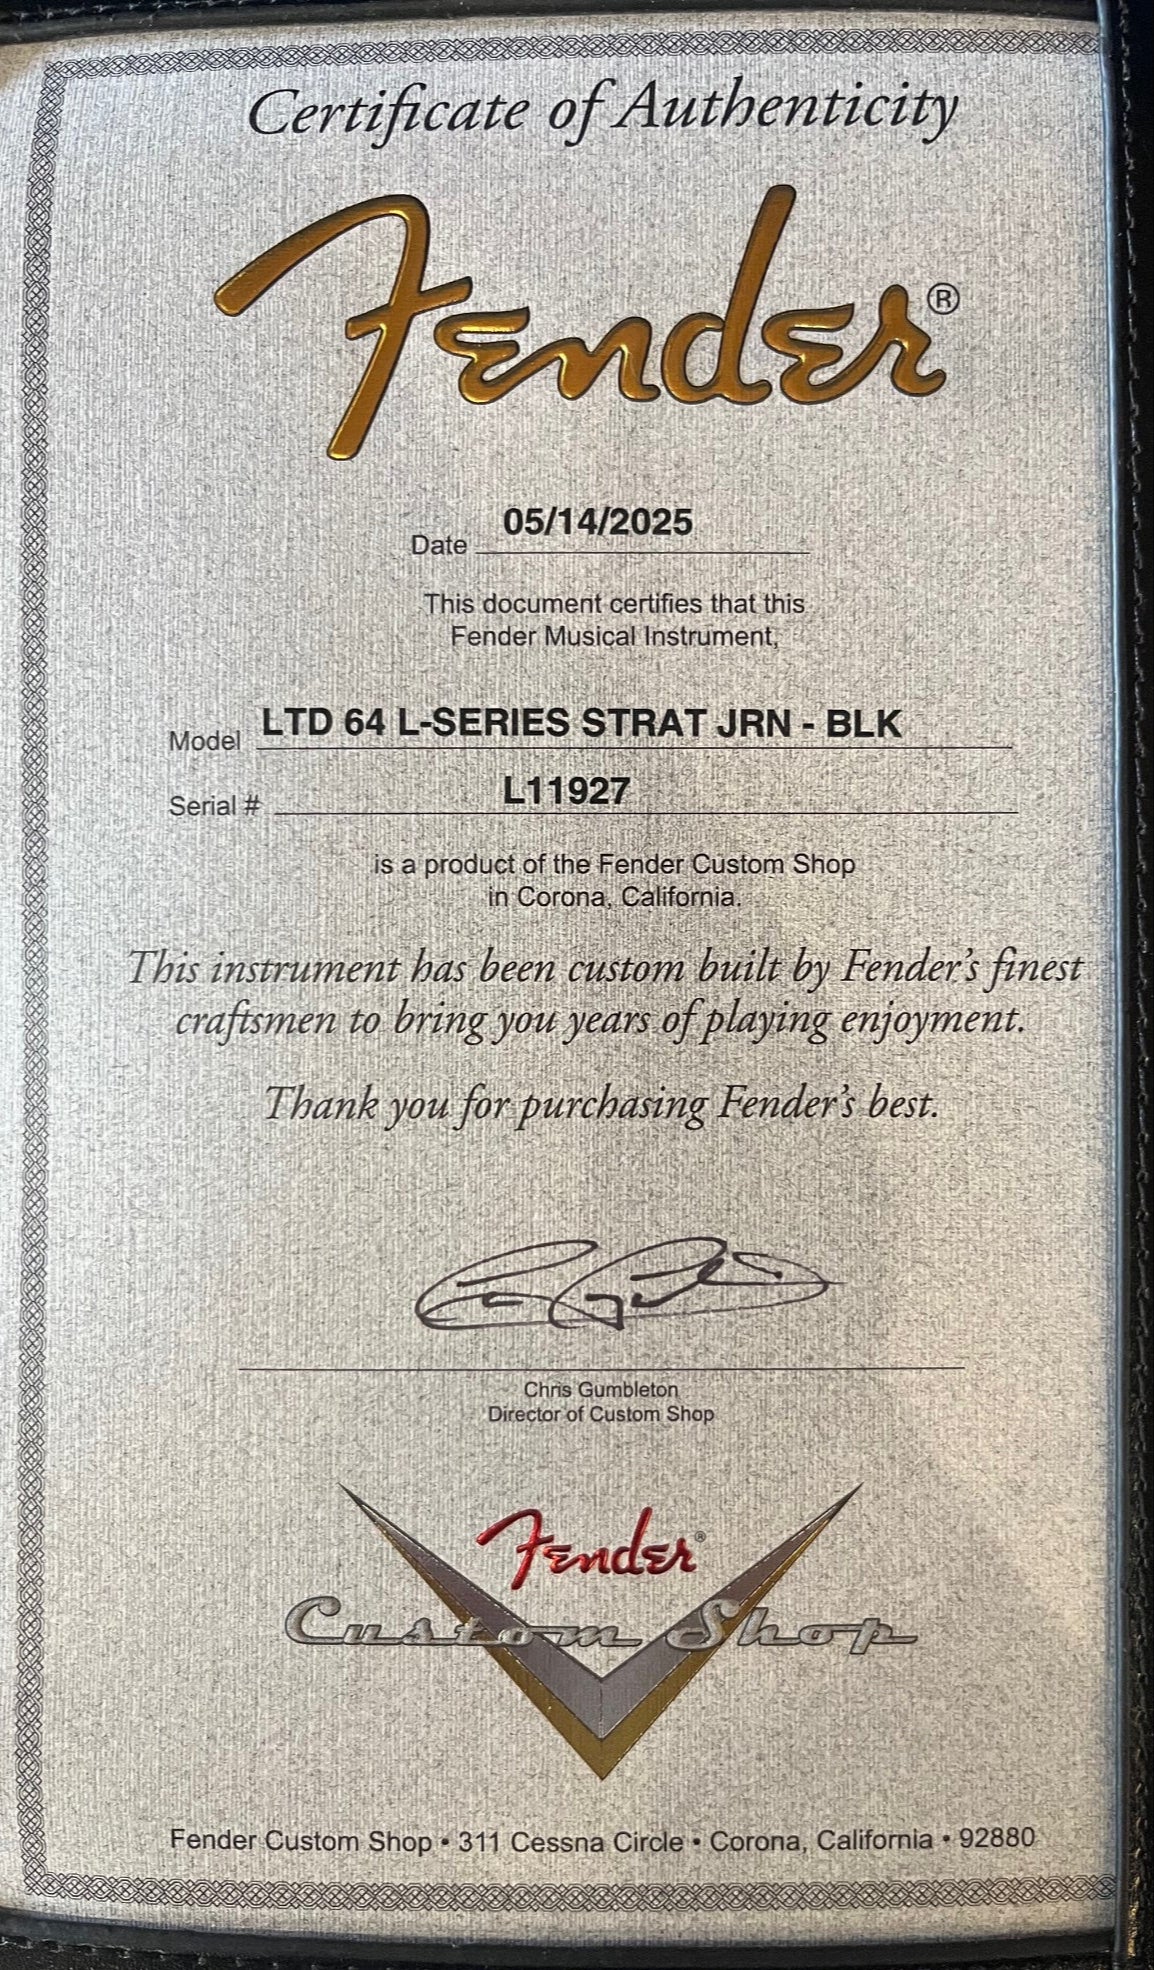 Certificate of Authenticity
Fender®
Date 05/14/2025
This document certifies that this
Fender Musical Instrument,
Model LTD 64 L-SERIES STRAT JRN - BLK
Serial # L11927
is a product of the Fender Custom Shop
in Corona, California.
This instrument has been custom built by Fender's finest
craftsmen to bring you years of playing enjoyment.
Thank you for purchasing Fender's best.
Chris Gumbleton
Director of Custom Shop
Fender®
Custom Shop
Fender Custom Shop • 311 Cessna Circle • Corona, California • 92880